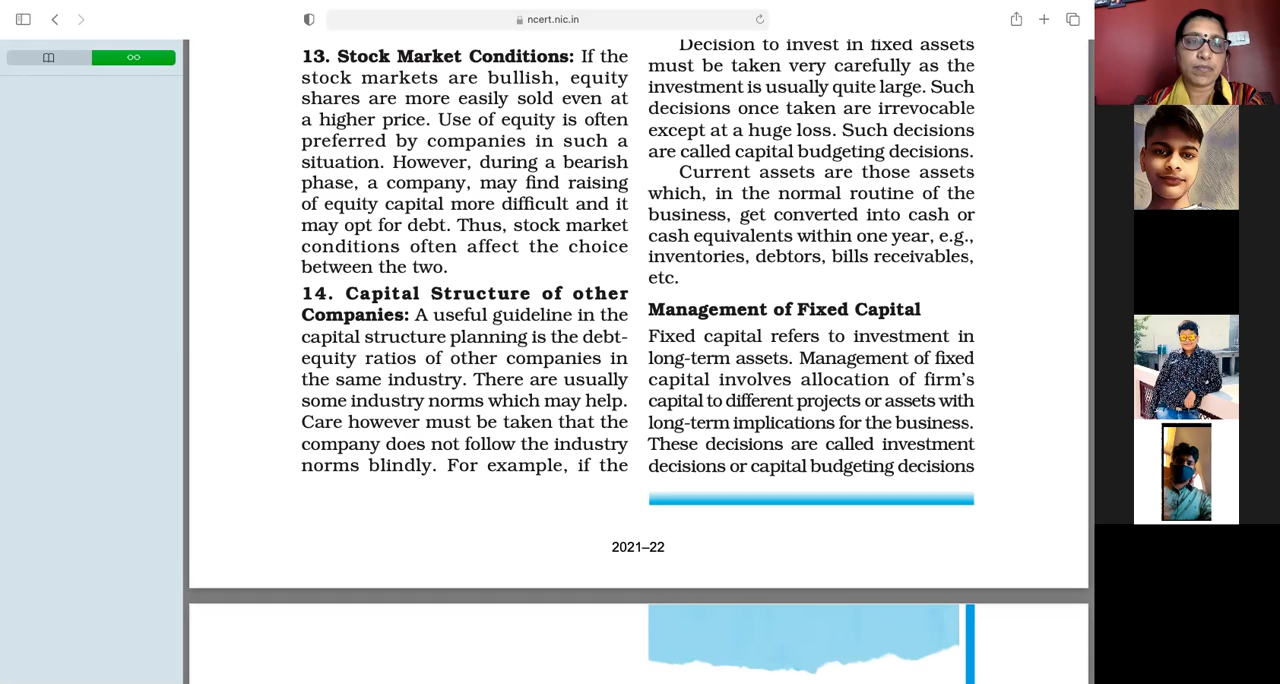 ncert.nic.in
13. Stock Market Conditions: If the
stock markets are bullish, equity
shares are more easily sold even at
a higher price. Use of equity is often
preferred by companies in such a
situation. However, during a bearish
phase, a company, may find raising
of equity capital more difficult and it
may opt for debt. Thus, stock market
conditions often affect the choice
between the two.
14. Capital Structure of other
Companies: A useful guideline in the
capital structure planning is the debt-
equity ratios of other companies in
the same industry. There are usually
some industry norms which may help.
Care however must be taken that the
company does not follow the industry
norms blindly. For example, if the
Decision to invest in fixed assets
must be taken very carefully as the
investment is usually quite large. Such
decisions once taken are irrevocable
except at a huge loss. Such decisions
are called capital budgeting decisions.
Current assets are those assets
which, in the normal routine of the
business, get converted into cash or
cash equivalents within one year, e.g.,
inventories, debtors, bills receivables,
etc.
Management of Fixed Capital
Fixed capital refers to investment in
long-term assets. Management of fixed
capital involves allocation of firm's
capital to different projects or assets with
long-term implications for the business.
These decisions are called investment
decisions or capital budgeting decisions
2021–22